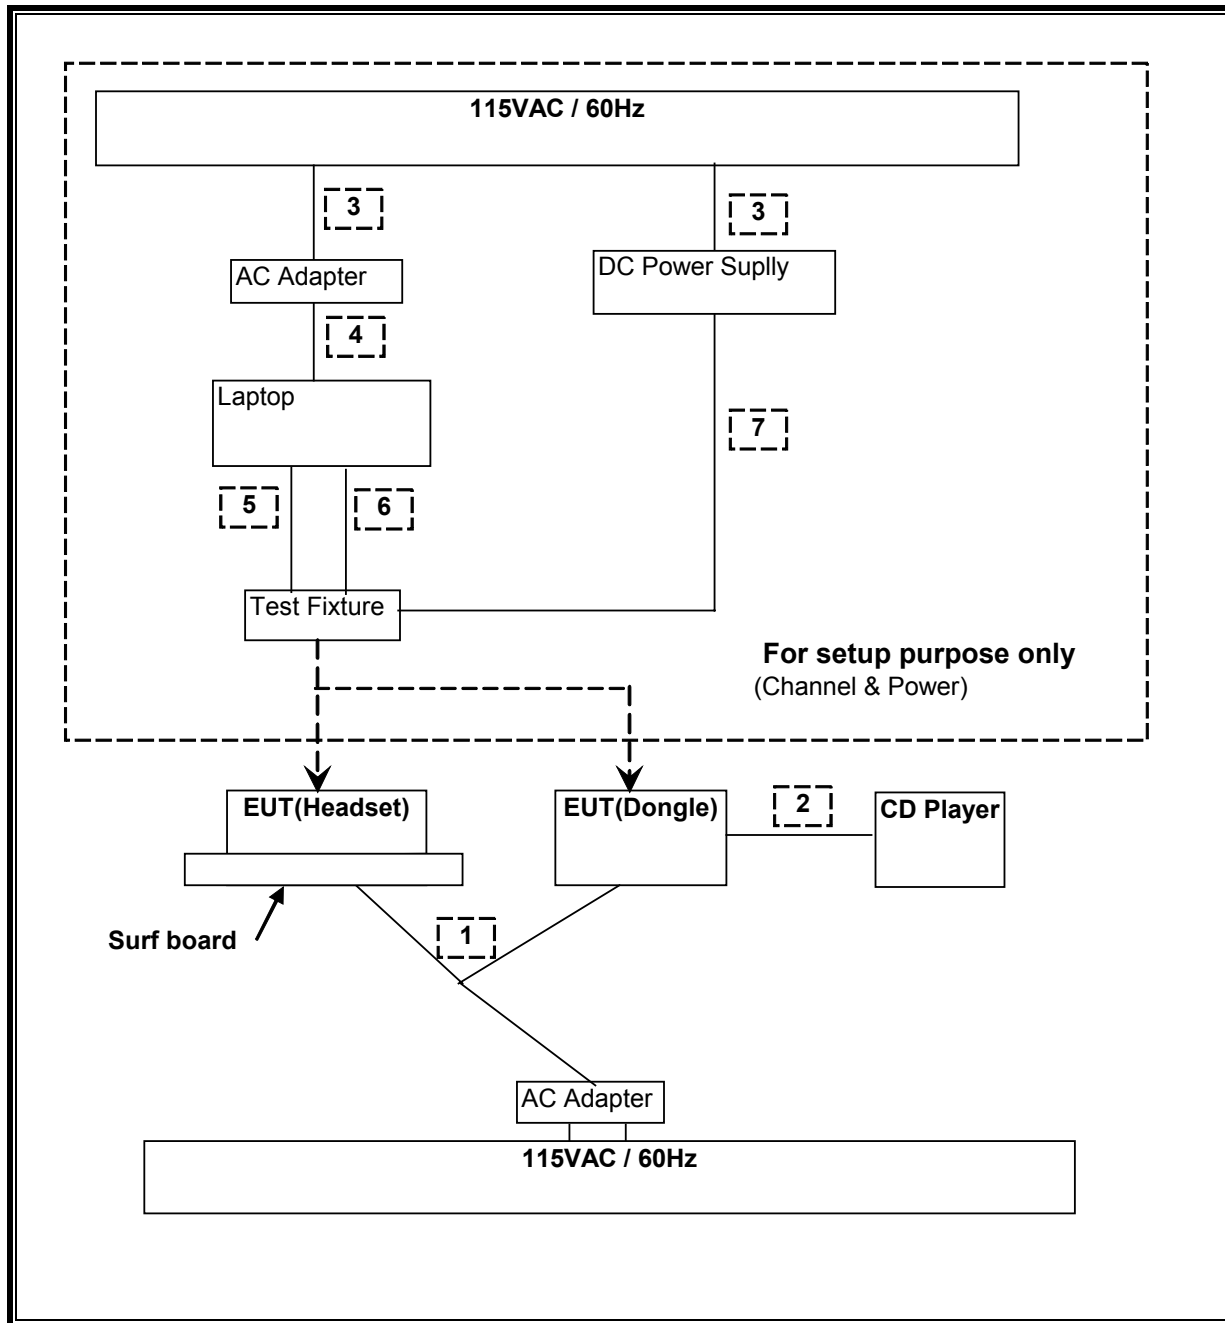 115VAC / 60Hz
3
3
AC Adapter
DC Power Suplly
4
Laptop
7
5
6
Test Fixture
For setup purpose only
(Channel & Power)
EUT(Headset)
EUT(Dongle)
2
CD Player
Surf board
1
AC Adapter
115VAC / 60Hz